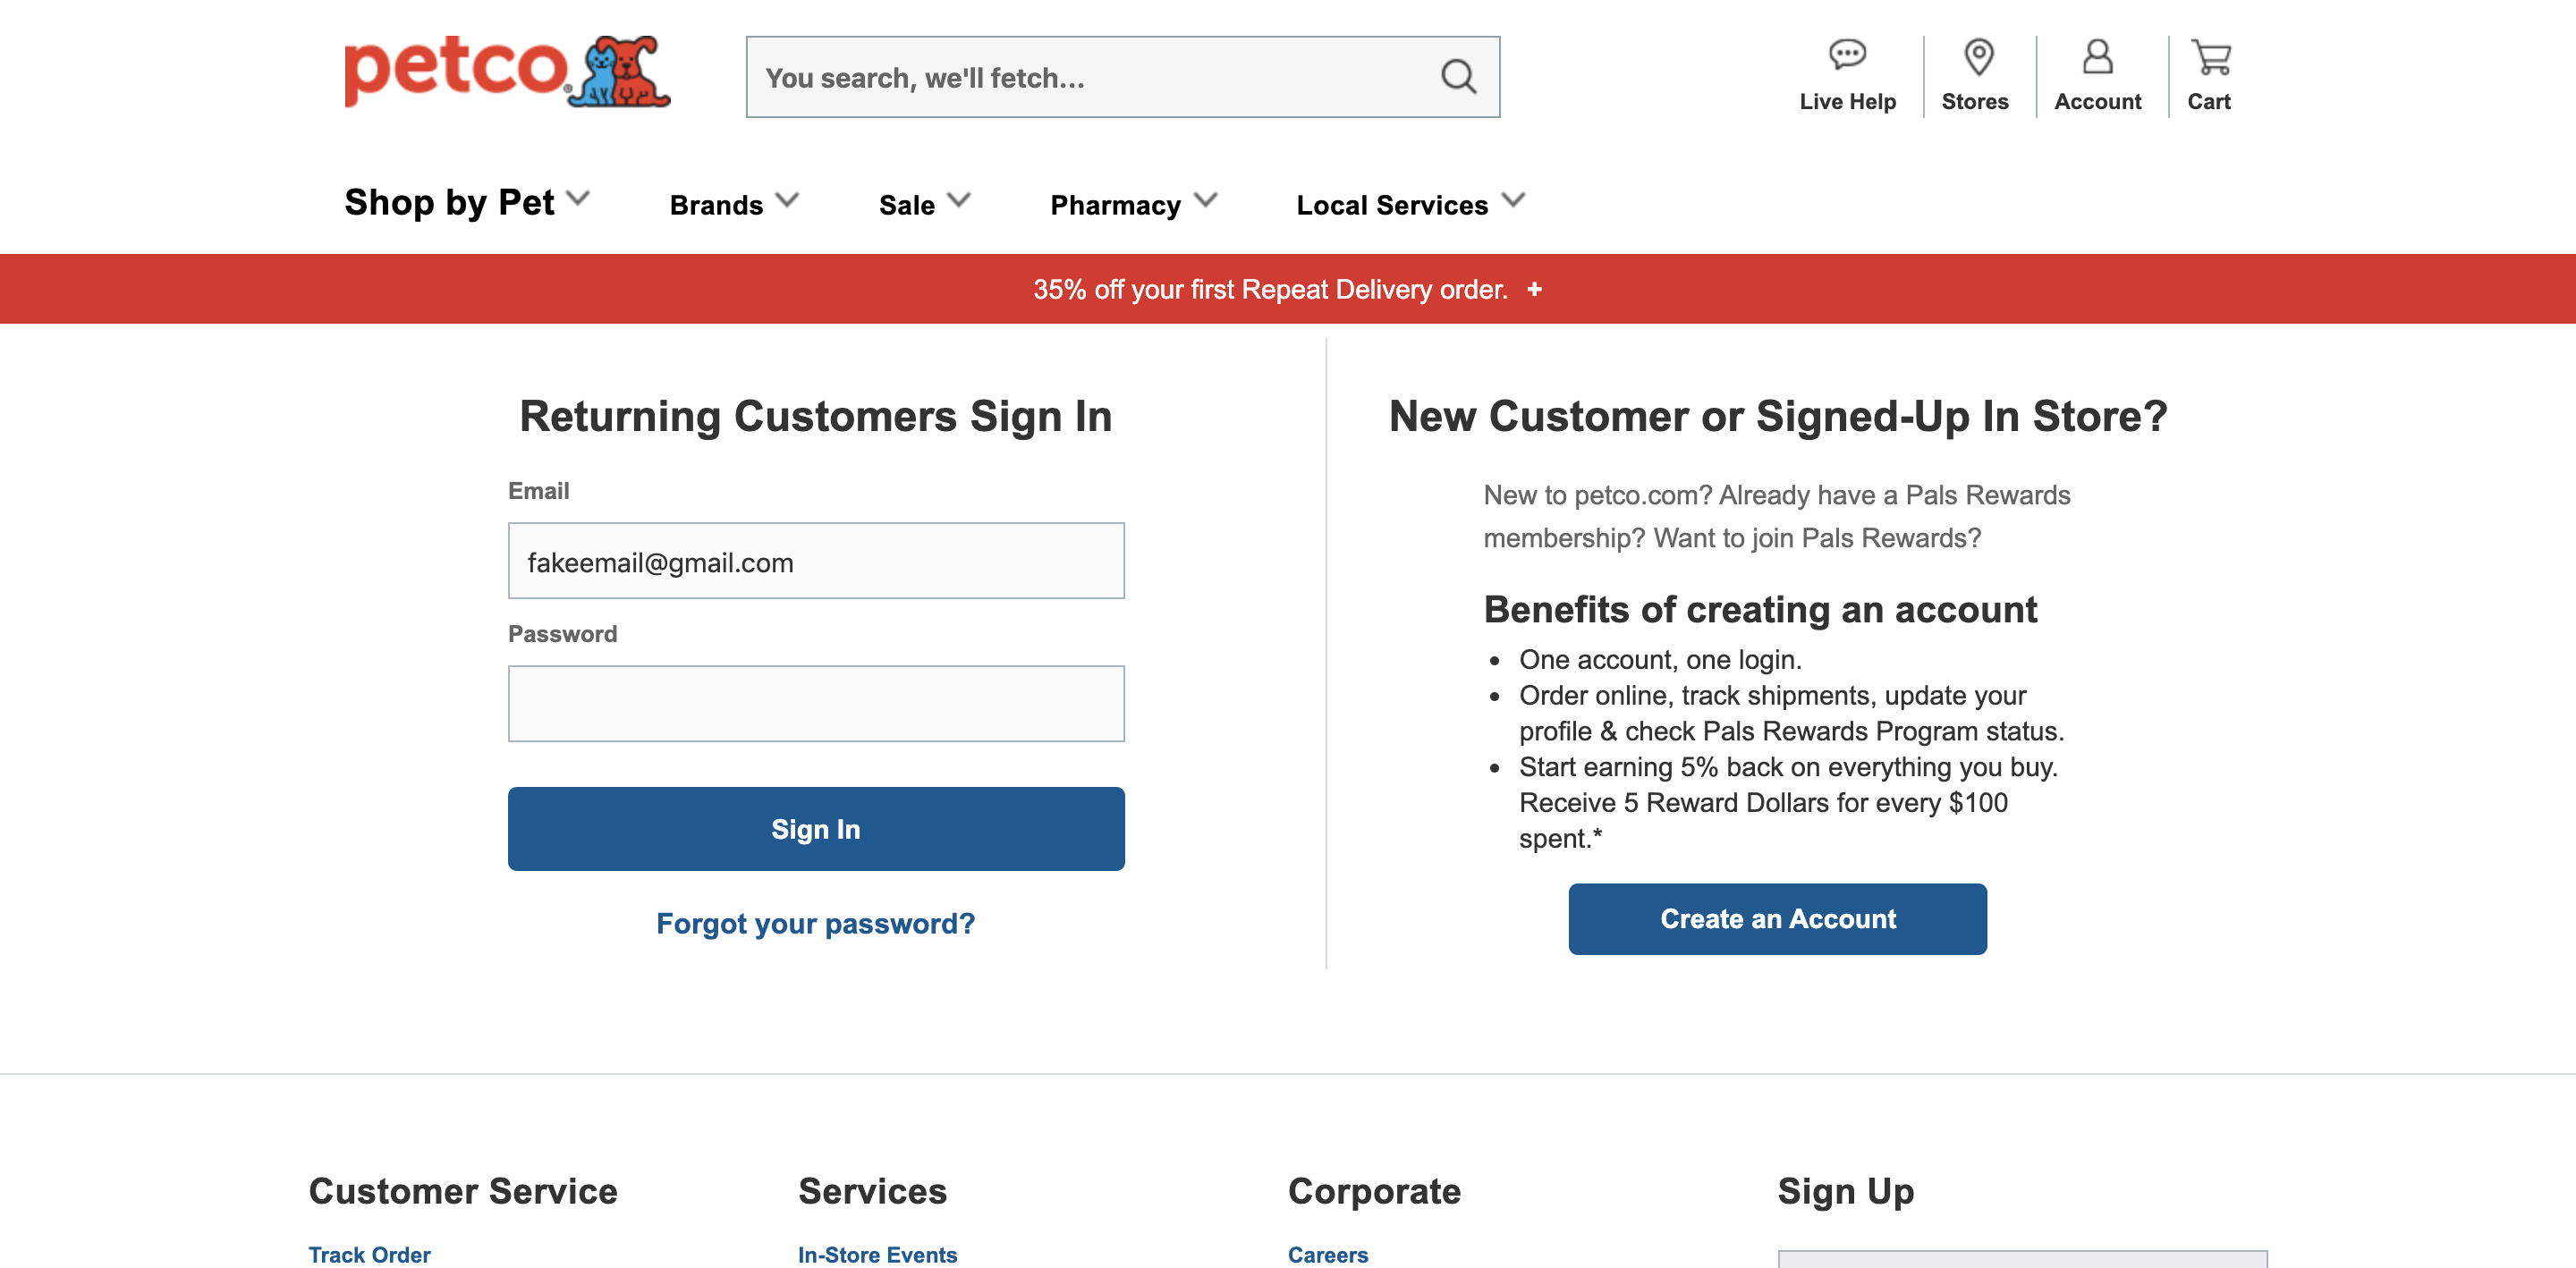 petco®
You search, we'll fetch...
Live Help
Stores
Account
Cart
Shop by Pet
Brands
Sale
Pharmacy
Local Services
35% off your first Repeat Delivery order. +
Returning Customers Sign In
Email
fakeemail@gmail.com
Password
Sign In
Forgot your password?
New Customer or Signed-Up In Store?
New to petco.com? Already have a Pals Rewards
membership? Want to join Pals Rewards?
Benefits of creating an account
• One account, one login.
• Order online, track shipments, update your
profile & check Pals Rewards Program status.
• Start earning 5% back on everything you buy.
Receive 5 Reward Dollars for every $100
spent.*
Create an Account
Customer Service
Track Order
Services
In-Store Events
Corporate
Careers
Sign Up